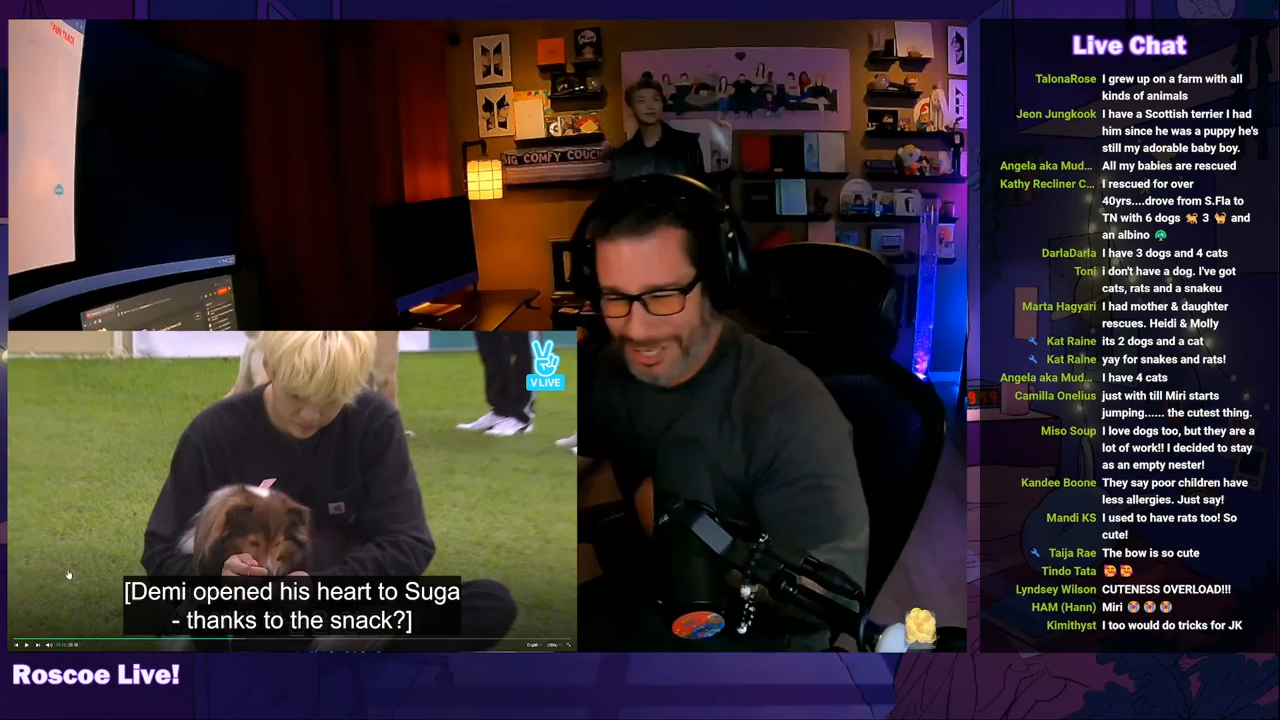 Live Chat
TalonaRose I grew up on a farm with all
kinds of animals
Jeon Jungkook I have a Scottish terrier I had
him since he was a puppy he's
still my adorable baby boy.
Angela aka Mud... All my babies are rescued
Kathy Recliner C... I rescued for over
40yrs....drove from S.Fla to
TN with 6 dogs 🐕 3 🐈 and
an albino 🦚
DarlaDarla I have 3 dogs and 4 cats
Toni i don't have a dog. I've got
cats, rats and a snakeu
Marta Hagyari I had mother & daughter
rescues. Heidi & Molly
Kat Raine its 2 dogs and a cat
Kat Raine yay for snakes and rats!
Angela aka Mud... I have 4 cats
Camilla Onelius just with till Miri starts
jumping...... the cutest thing.
Miso Soup I love dogs too, but they are a
lot of work!! I decided to stay
as an empty nester!
Kandee Boone They say poor children have
less allergies. Just say!
Mandi KS I used to have rats too! So
cute!
Taija Rae The bow is so cute
Tindo Tata 🥰 🥰
Lyndsey Wilson CUTENESS OVERLOAD!!!
HAM (Hann) Miri 😭 😭 😭
Kimithyst I too would do tricks for JK
BIG COMFY COUCH
V LIVE
9:59
[Demi opened his heart to Suga
- thanks to the snack?]
Roscoe Live!